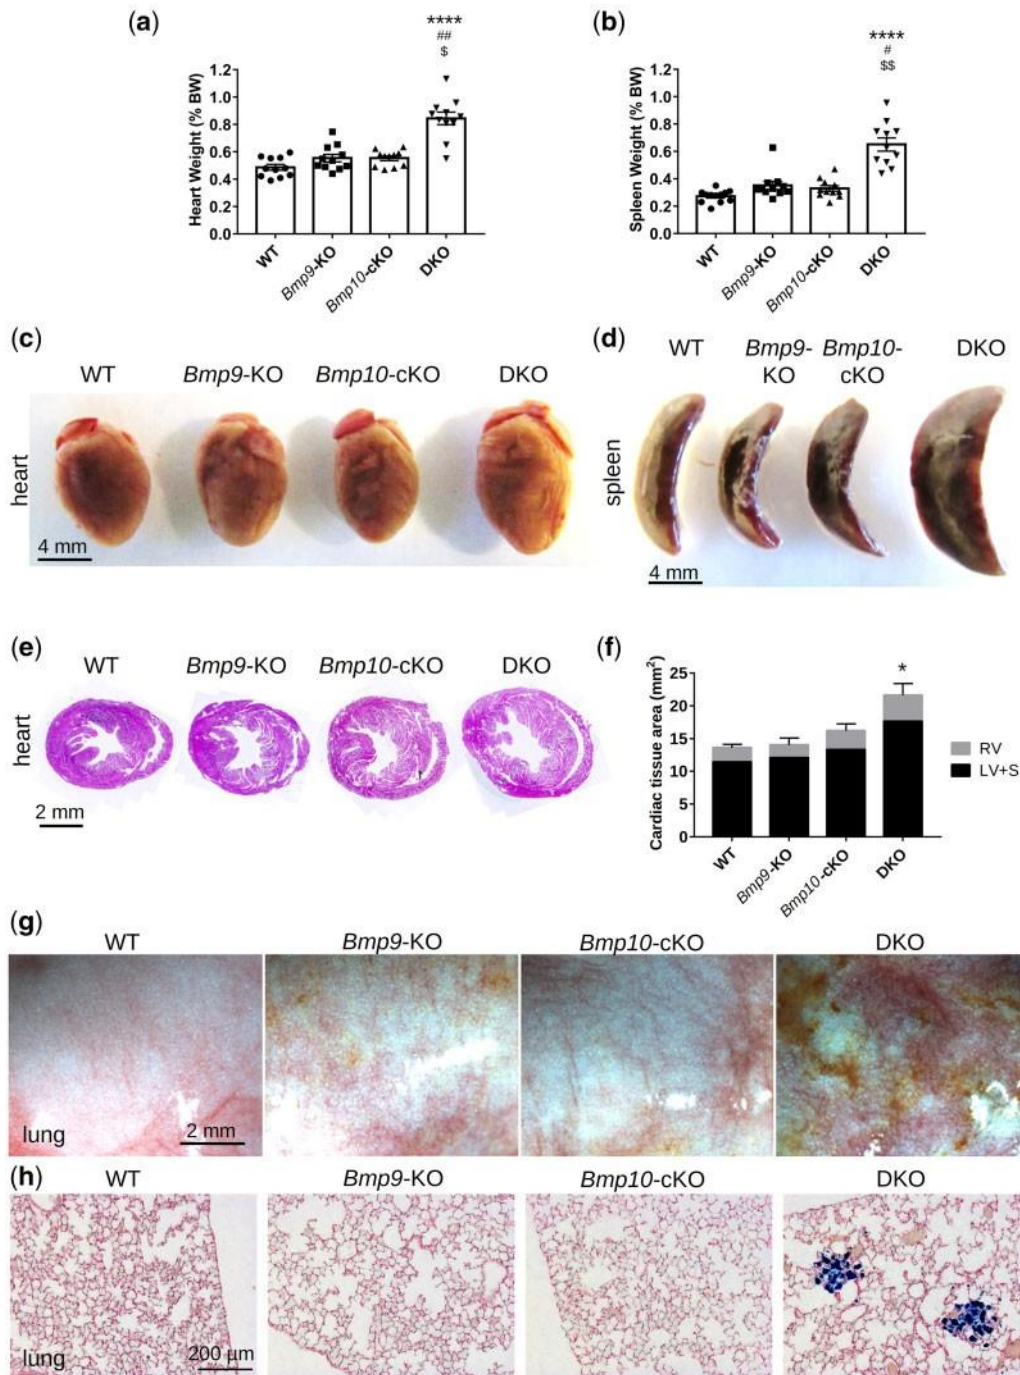 (a)
****
##
$
Heart Weight (% BW)
1.2
1.0
0.8
0.6
0.4
0.2
0.0
WT
Bmp9-KO
Bmp10-cKO
DKO
(b)
****
#
$$
Spleen Weight (% BW)
1.2
1.0
0.8
0.6
0.4
0.2
0.0
WT
Bmp9-KO
Bmp10-cKO
DKO
(c)
WT Bmp9-KO Bmp10-cKO DKO
heart
4 mm
(d)
WT Bmp9-KO Bmp10-cKO DKO
spleen
4 mm
(e)
WT Bmp9-KO Bmp10-cKO DKO
heart
2 mm
(f)
Cardiac tissue area (mm²)
25
20
15
10
5
0
*
RV
LV+S
WT
Bmp9-KO
Bmp10-cKO
DKO
(g)
WT Bmp9-KO Bmp10-cKO DKO
lung
2 mm
(h)
WT Bmp9-KO Bmp10-cKO DKO
lung
200 µm